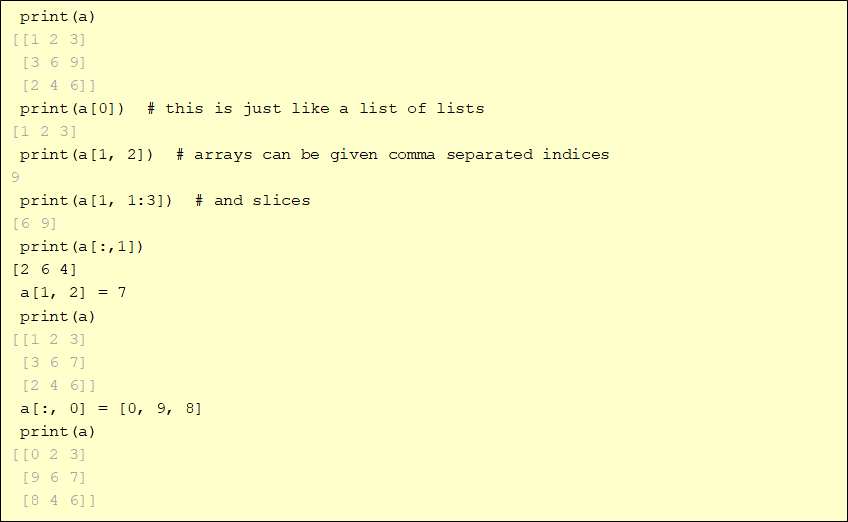 print(a)
[[1 2 3]
[3 6 9]
[2 4 6]]
print(a[0])  # this is just like a list of lists
[1 2 3]
print(a[1, 2])  # arrays can be given comma separated indices
9
print(a[1, 1:3])  # and slices
[6 9]
print(a[:,1])
[2 6 4]
a[1, 2] = 7
print(a)
[[1 2 3]
[3 6 7]
[2 4 6]]
a[:, 0] = [0, 9, 8]
print(a)
[[0 2 3]
[9 6 7]
[8 4 6]]